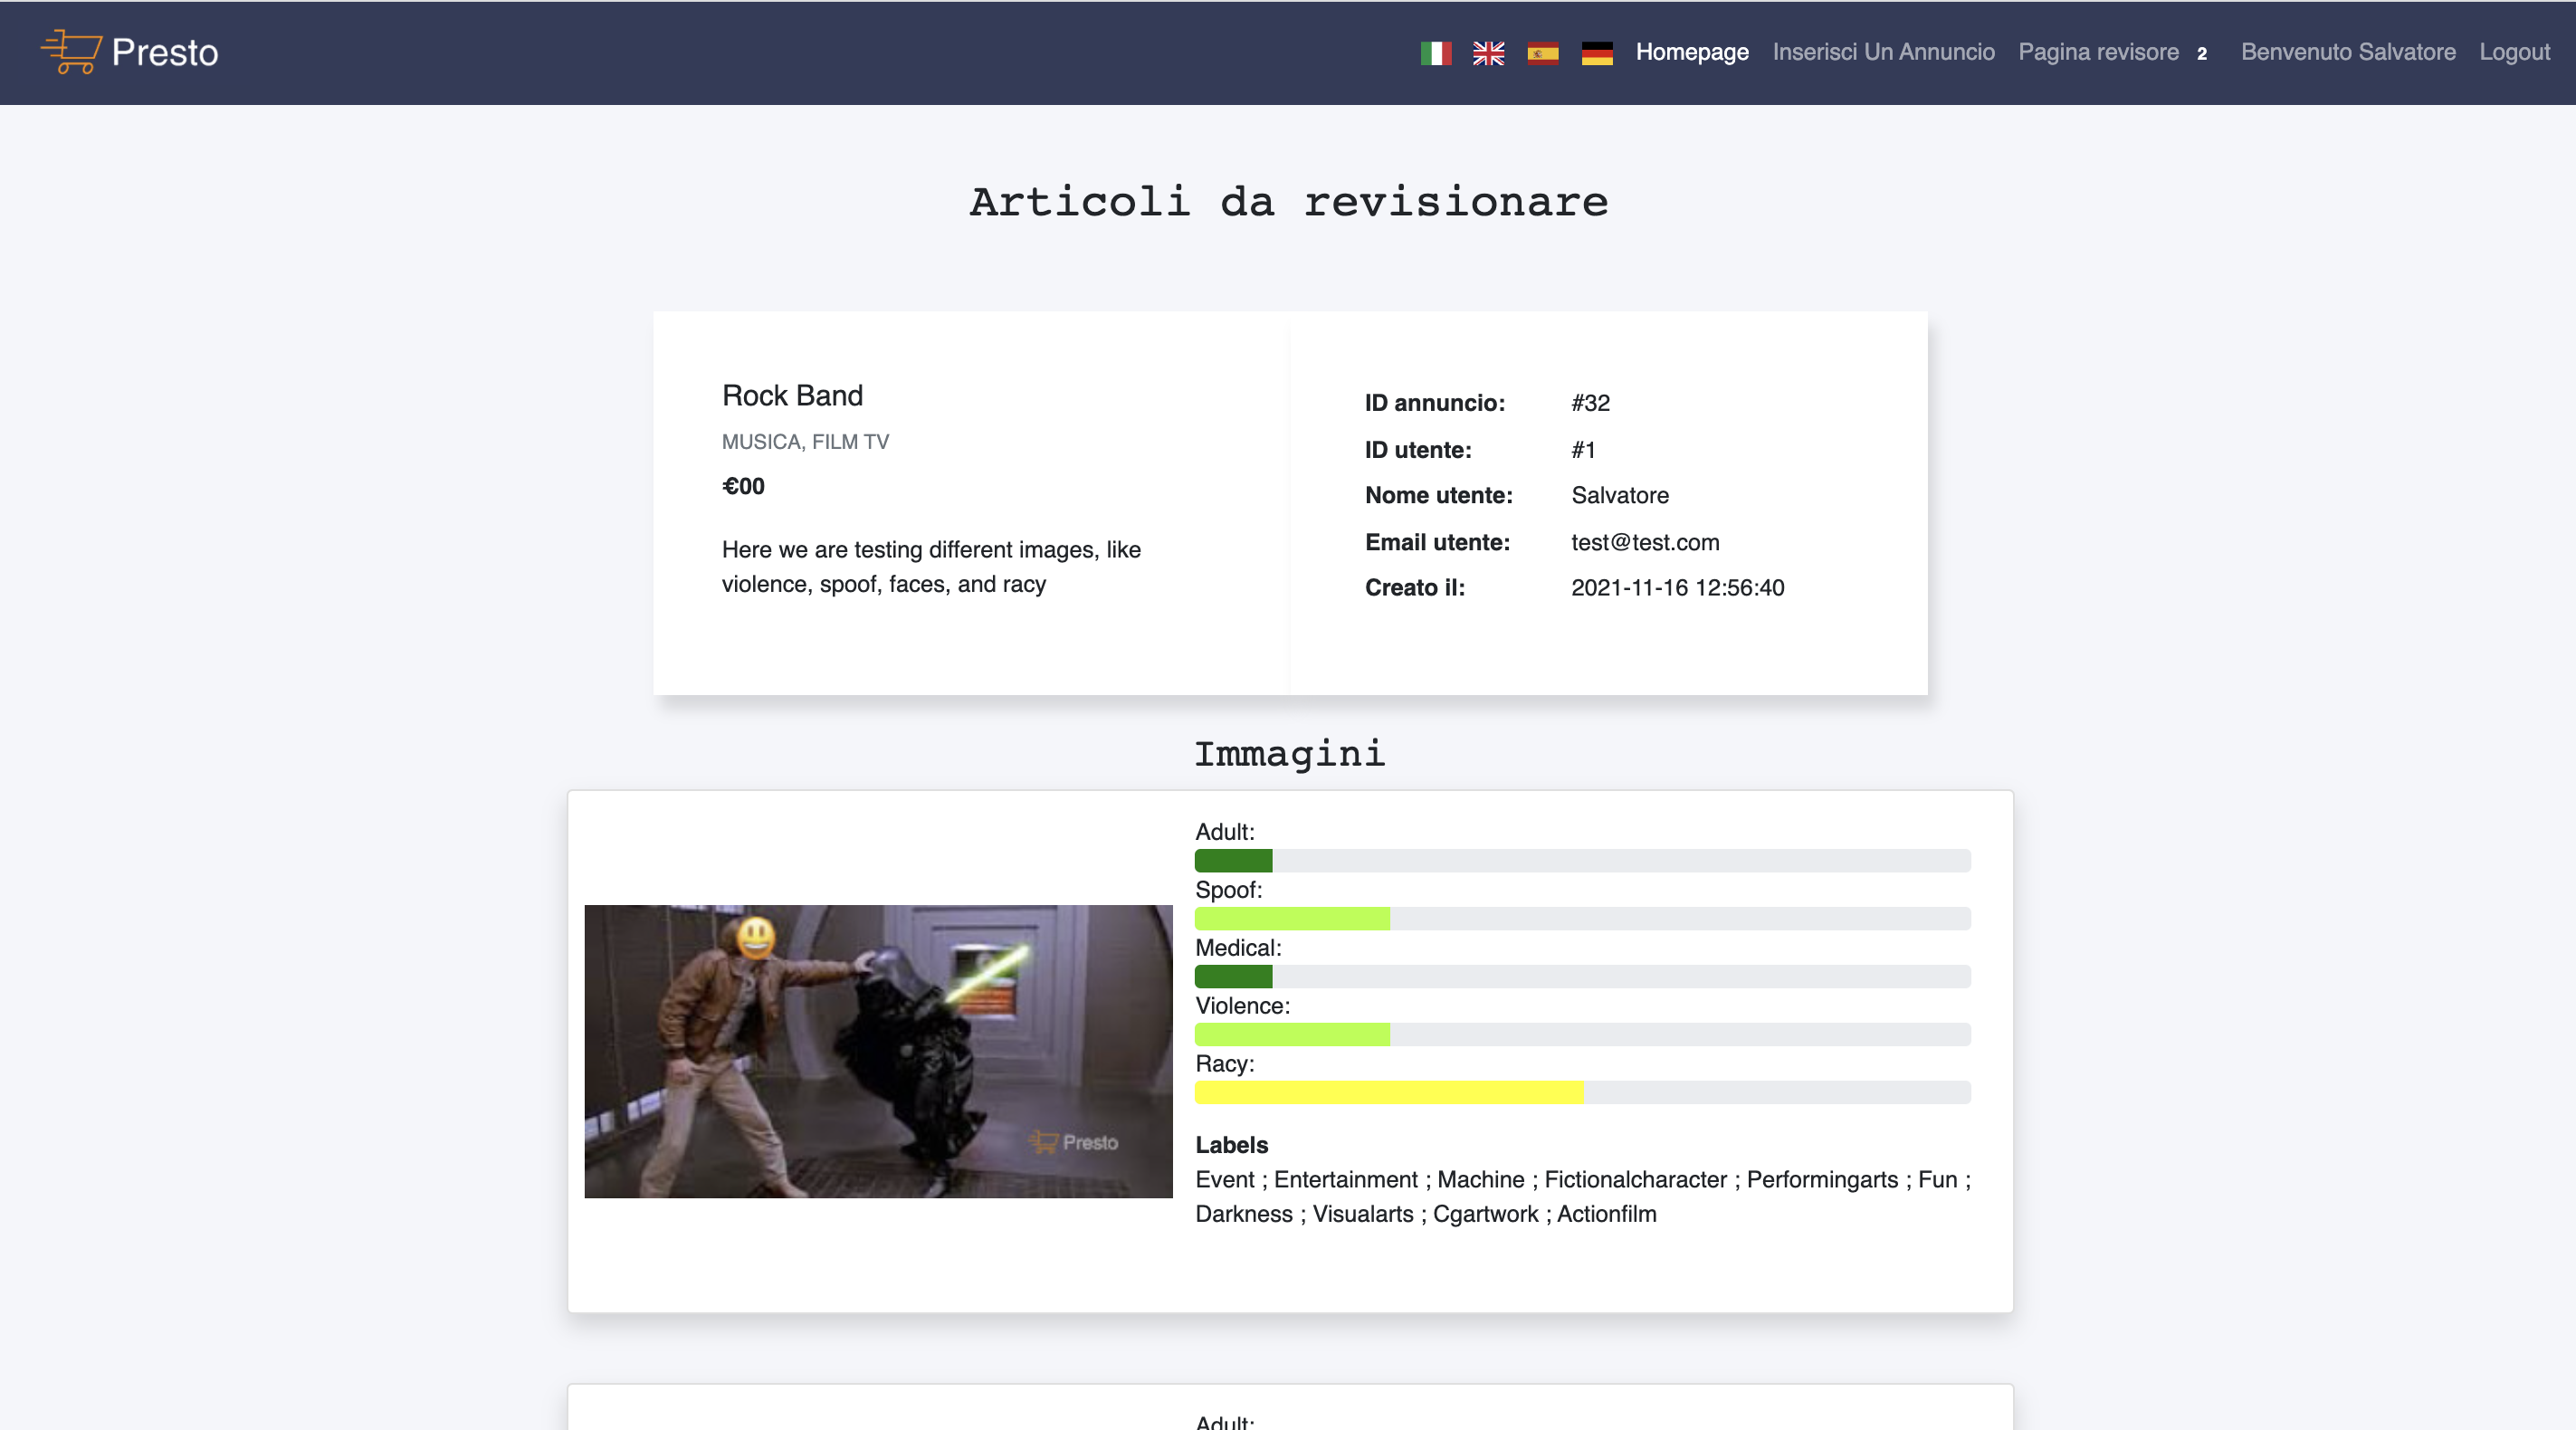 Presto
Homepage Inserisci Un Annuncio Pagina revisore 2 Benvenuto Salvatore Logout
Articoli da revisionare
Rock Band
MUSICA, FILM TV
€00
Here we are testing different images, like
violence, spoof, faces, and racy
ID annuncio: #32
ID utente: #1
Nome utente: Salvatore
Email utente: test@test.com
Creato il: 2021-11-16 12:56:40
Immagini
Presto
Adult:
Spoof:
Medical:
Violence:
Racy:
Labels
Event ; Entertainment ; Machine ; Fictionalcharacter ; Performingarts ; Fun ;
Darkness ; Visualarts ; Cgartwork ; Actionfilm
Adult: